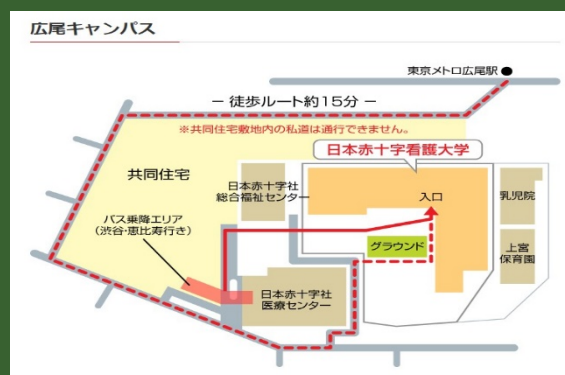 広尾キャンパス
東京メトロ広尾駅
― 徒歩ルート約15分 ―
※共同住宅敷地内の私道は通行できません。
日本赤十字看護大学
共同住宅
日本赤十字社
総合福祉センター
入口
乳児院
バス乗降エリア
(渋谷・恵比寿行き)
グラウンド
上宮
保育園
日本赤十字社
医療センター